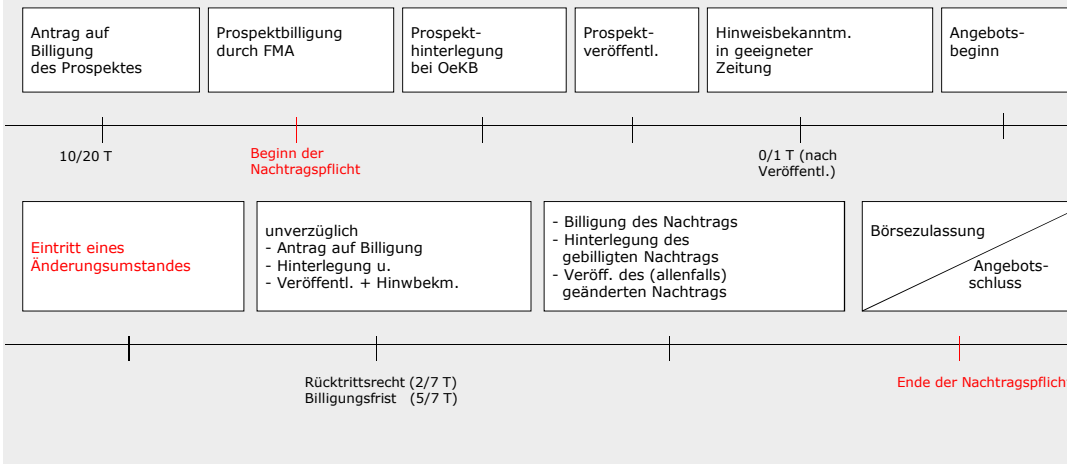 Antrag auf
Billigung
des Prospektes
Prospektbilligung
durch FMA
Prospekt-
hinterlegung
bei OeKB
Prospekt-
veröffentl.
Hinweisbekanntm.
in geeigneter
Zeitung
Angebots-
beginn
10/20 T
Beginn der
Nachtragspflicht
0/1 T (nach
Veröffentl.)
Eintritt eines
Änderungsumstandes
unverzüglich
- Antrag auf Billigung
- Hinterlegung u.
- Veröffentl. + Hinwbekm.
- Billigung des Nachtrags
- Hinterlegung des
gebilligten Nachtrags
- Veröff. des (allenfalls)
geänderten Nachtrags
Börsezulassung
Angebots-
schluss
Rücktrittsrecht (2/7 T)
Billigungsfrist (5/7 T)
Ende der Nachtragspflicht